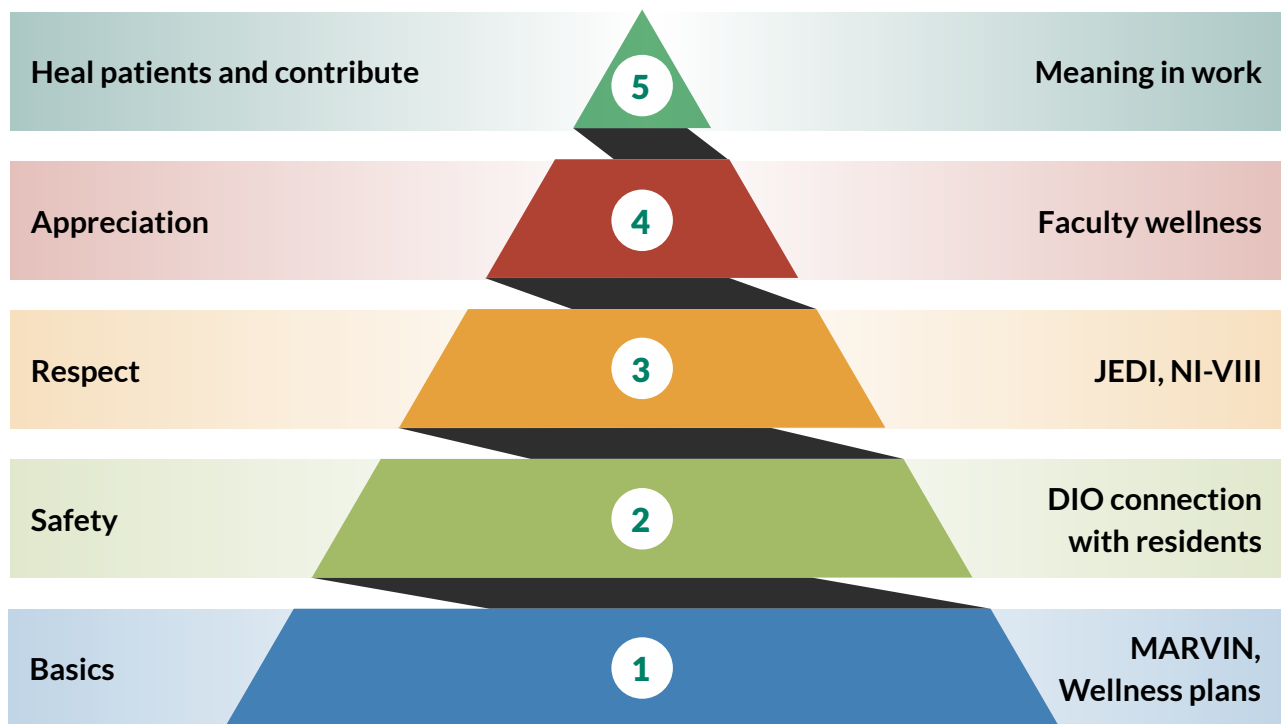 Heal patients and contribute
5
Meaning in work
Appreciation
4
Faculty wellness
Respect
3
JEDI, NI-VIII
Safety
2
DIO connection
with residents
Basics
1
MARVIN,
Wellness plans